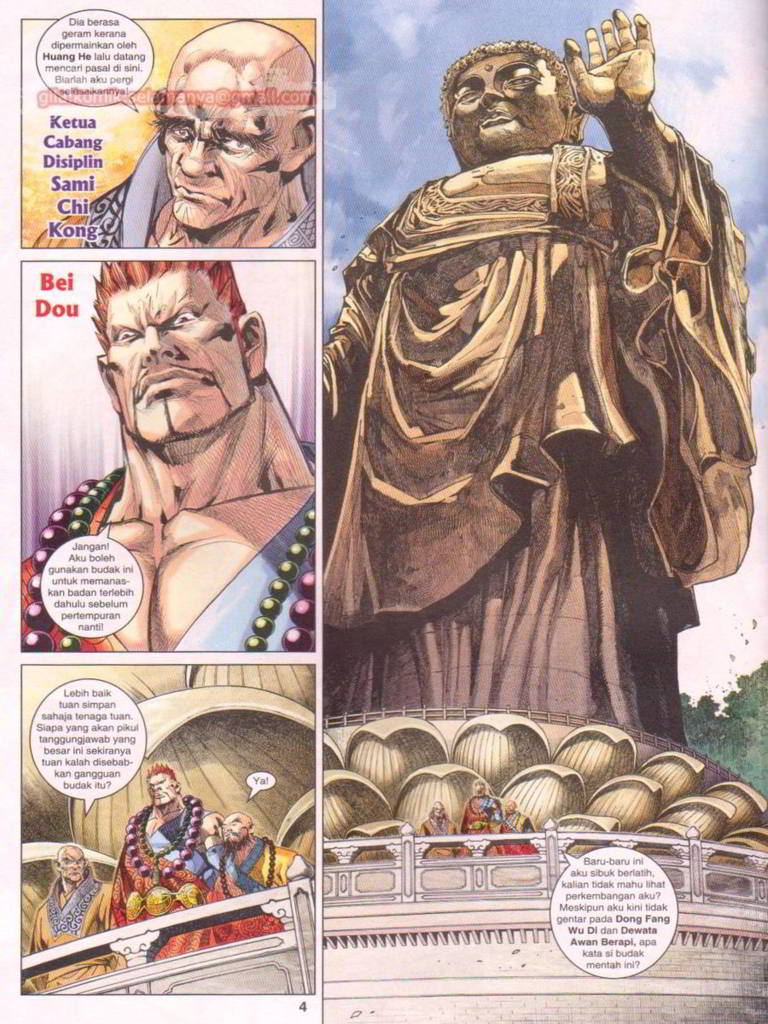 Dia berasa
geram kerana
dipermainkan oleh
Huang He lalu datang
mencari pasal di sini.
Biarlah aku pergi
selesaikannya!
Ketua
Cabang
Disiplin
Sami
Chi
Kong
Bei
Dou
Jangan!
Aku boleh
gunakan budak ini
untuk memanas-
kan badan terlebih
dahulu sebelum
pertempuran
nanti!
Lebih baik
tuan simpan
sahaja tenaga tuan.
Siapa yang akan pikul
tanggungjawab yang
besar ini sekiranya
tuan kalah disebab-
kan gangguan
budak itu?
Ya!
Baru-baru ini
aku sibuk berlatih,
kalian tidak mahu lihat
perkembangan aku?
Meskipun aku kini tidak
gentar pada Dong Fang
Wu Di dan Dewata
Awan Berapi, apa
kata si budak
mentah ini?
4